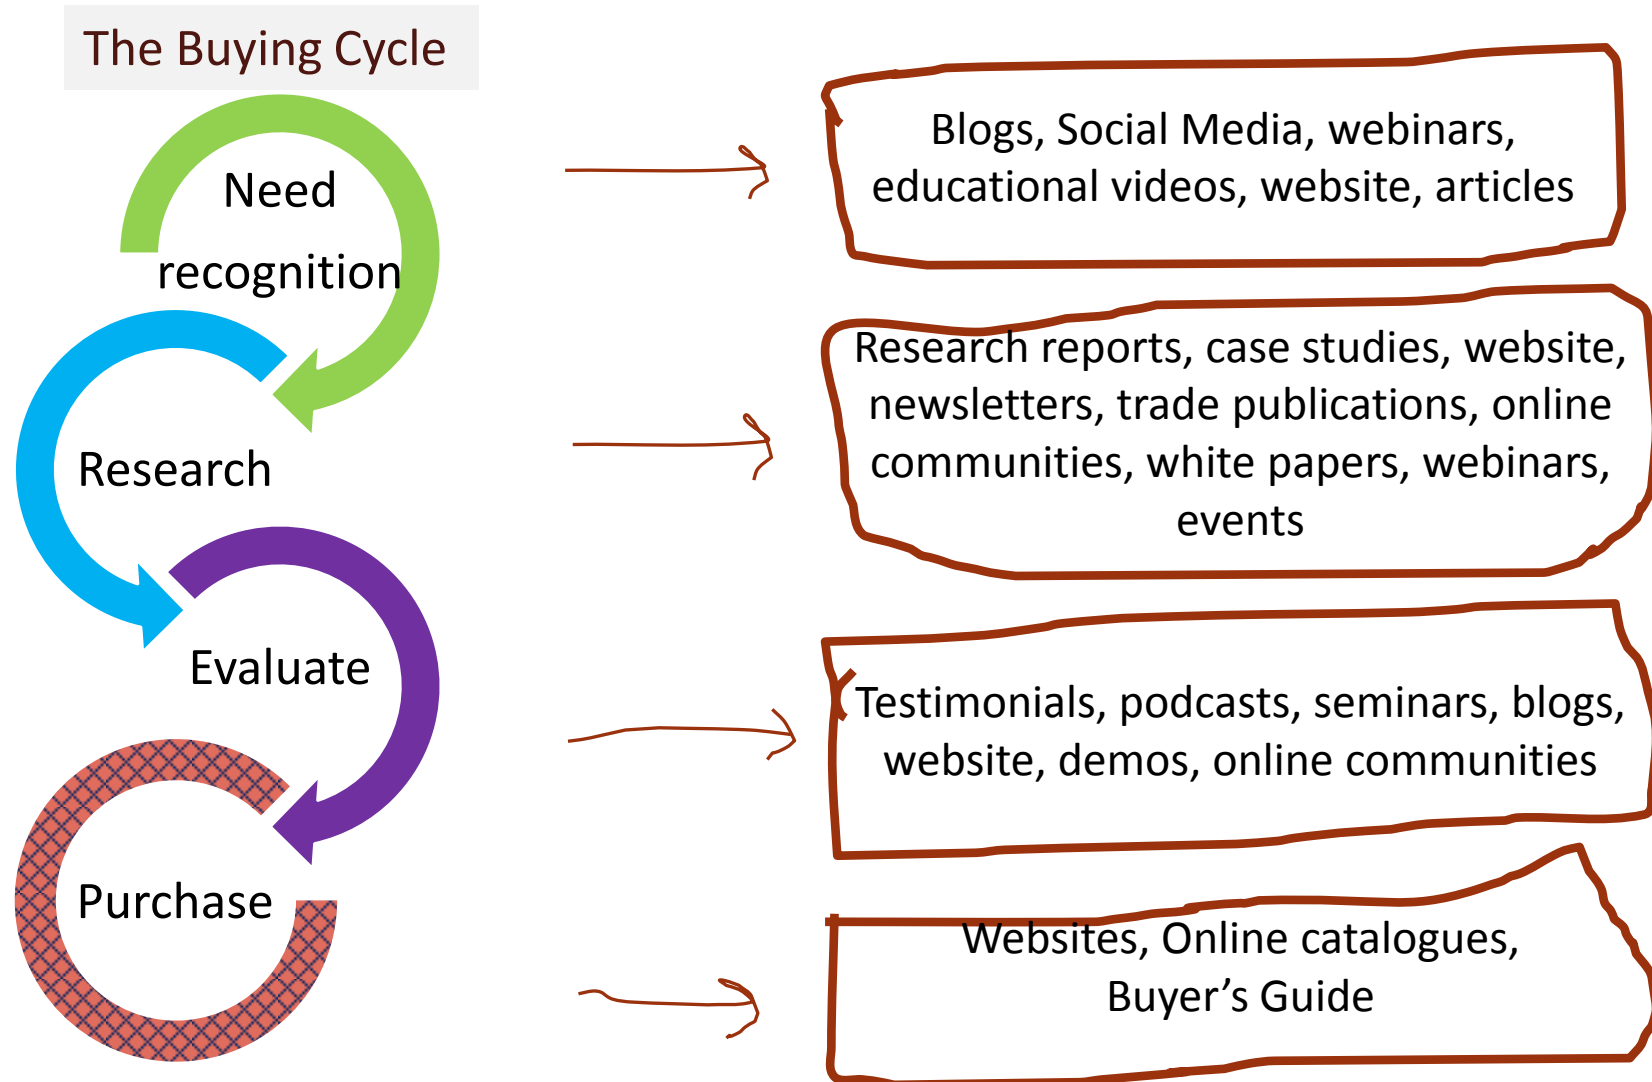 The Buying Cycle
Need
recognition
Blogs, Social Media, webinars,
educational videos, website, articles
Research
Research reports, case studies, website,
newsletters, trade publications, online
communities, white papers, webinars,
events
Evaluate
Testimonials, podcasts, seminars, blogs,
website, demos, online communities
Purchase
Websites, Online catalogues,
Buyer’s Guide